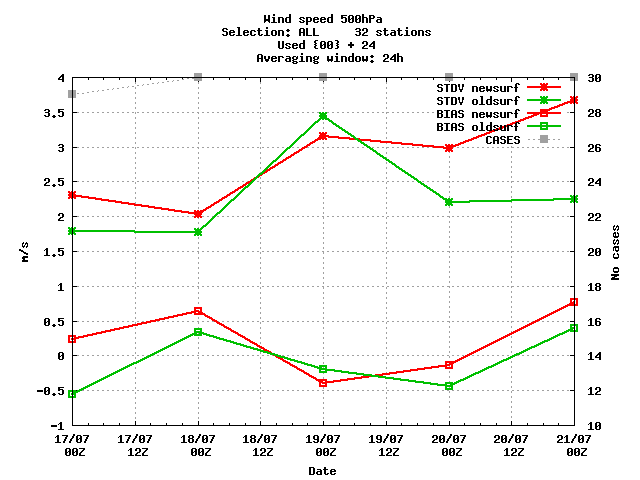 Wind speed 500hPa
Selection: ALL     32 stations
Used {00} + 24
Averaging window: 24h
4
3.5
3
2.5
2
1.5
1
0.5
0
-0.5
-1
m/s
30
28
26
24
22
20
18
16
14
12
10
No cases
STDV newsurf
STDV oldsurf
BIAS newsurf
BIAS oldsurf
CASES
17/07 17/07 18/07 18/07 19/07 19/07 20/07 20/07 21/07
00Z 12Z 00Z 12Z 00Z 12Z 00Z 12Z 00Z
Date